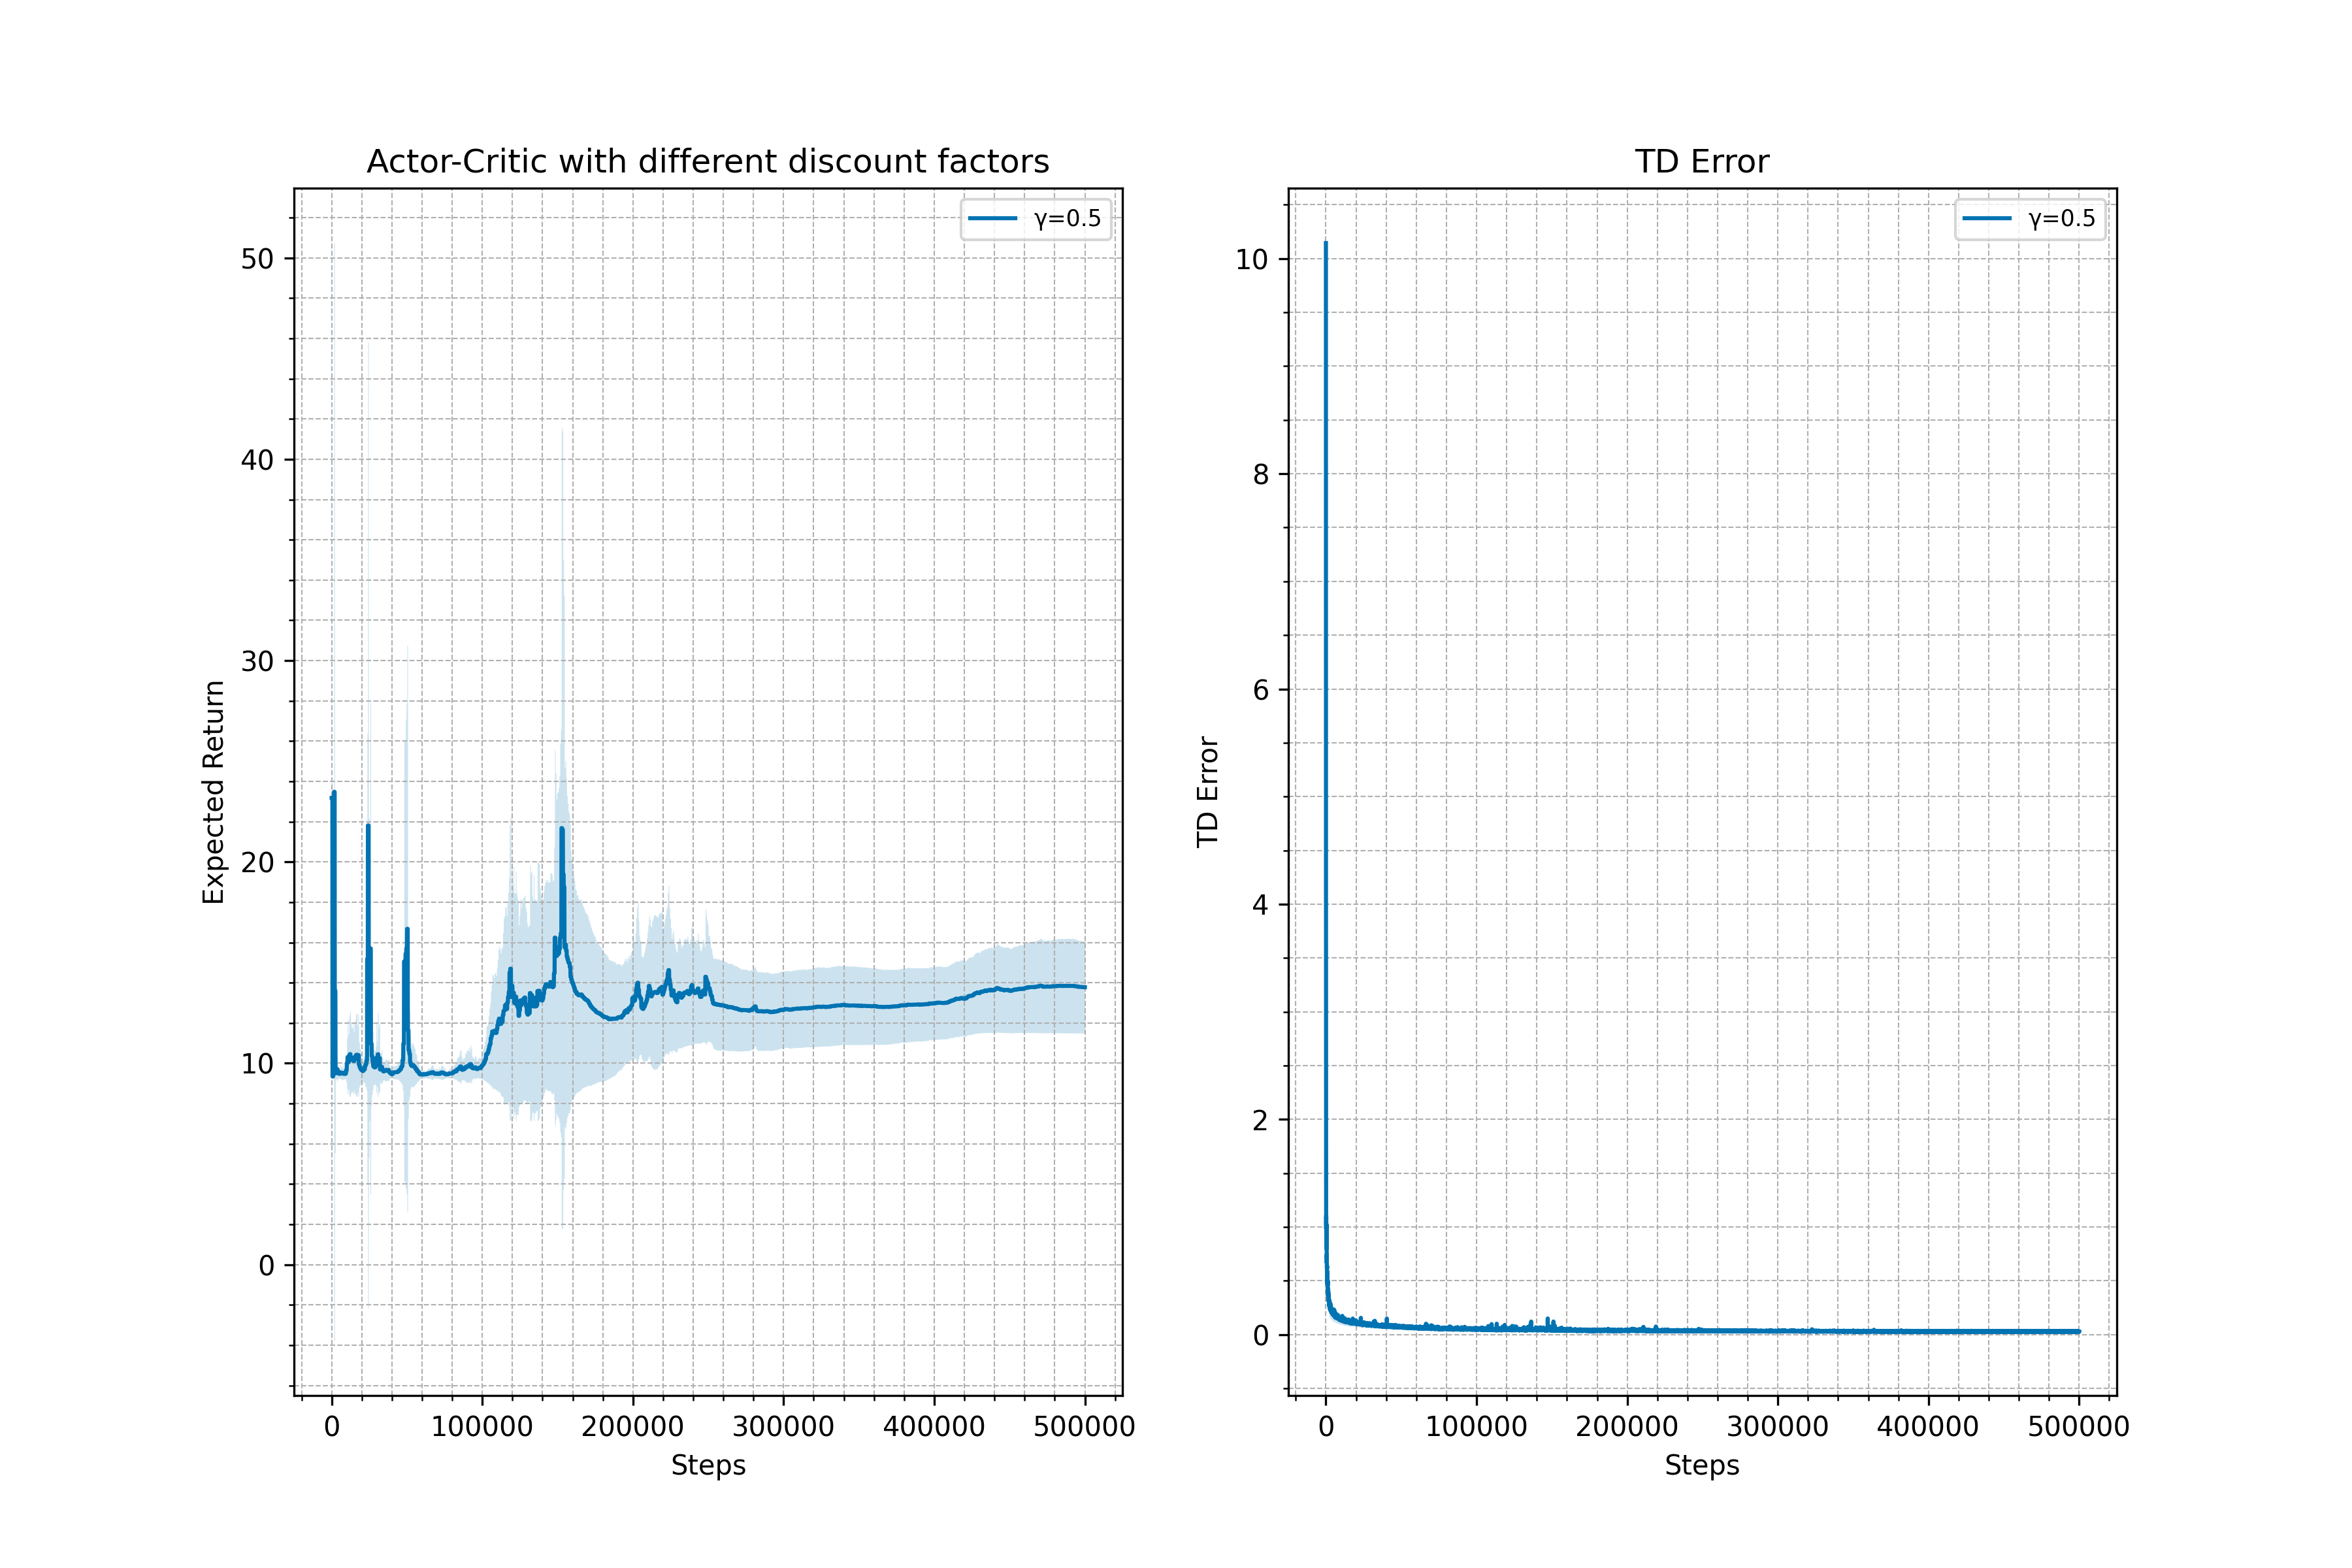 Actor-Critic with different discount factors
γ=0.5
50
40
30
20
10
0
Expected Return
0 100000 200000 300000 400000 500000
Steps
TD Error
γ=0.5
10
8
6
4
2
0
TD Error
0 100000 200000 300000 400000 500000
Steps